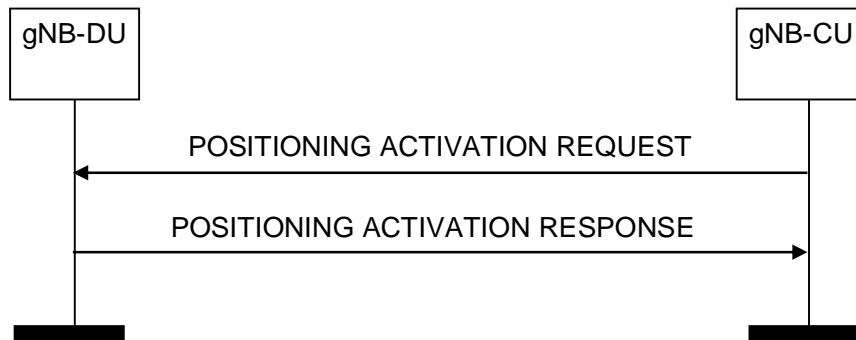 gNB-DU
gNB-CU
POSITIONING ACTIVATION REQUEST
POSITIONING ACTIVATION RESPONSE